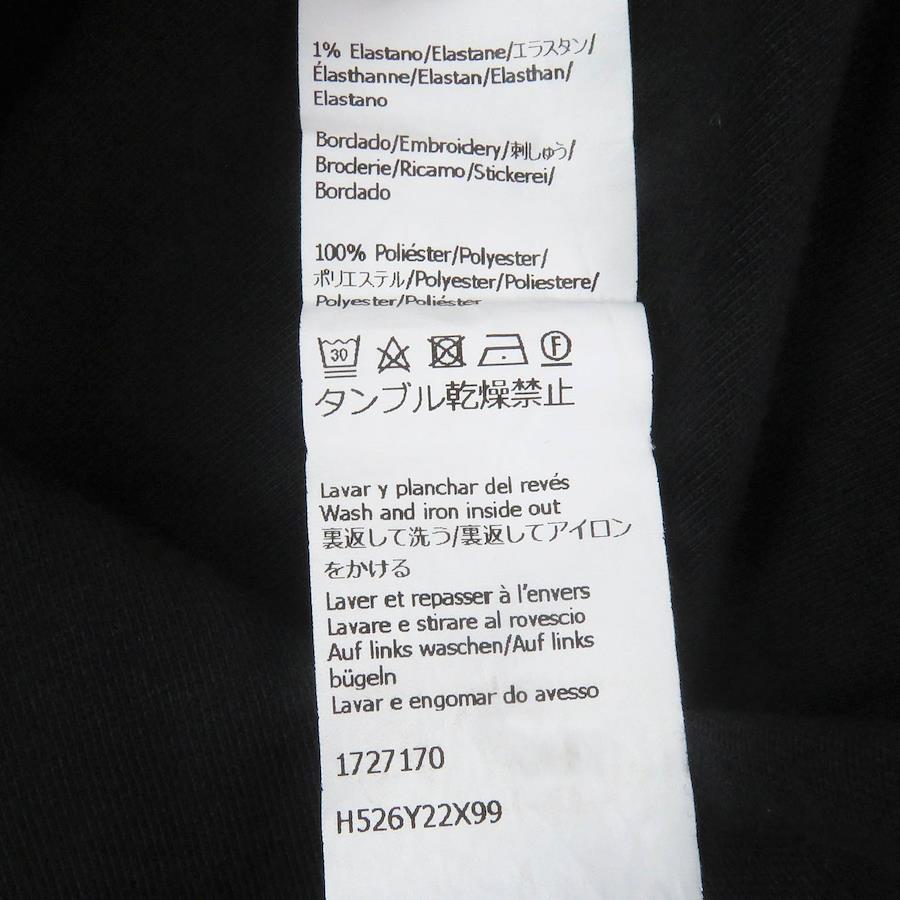 1% Elastano/Elastane/エラスタン/
Élasthanne/Elastan/Elasthan/
Elastano
Bordado/Embroidery/刺しゅう/
Broderie/Ricamo/Stickerei/
Bordado
100% Poliéster/Polyester/
ポリエステル/Polyester/Poliestere/
Polyester/Poliéster
30 F
タンブル乾燥禁止
Lavar y planchar del revés
Wash and iron inside out
裏返して洗う/裏返してアイロン
をかける
Laver et repasser à l'envers
Lavare e stirare al rovescio
Auf links waschen/Auf links
bügeln
Lavar e engomar do avesso
1727170
H526Y22X99